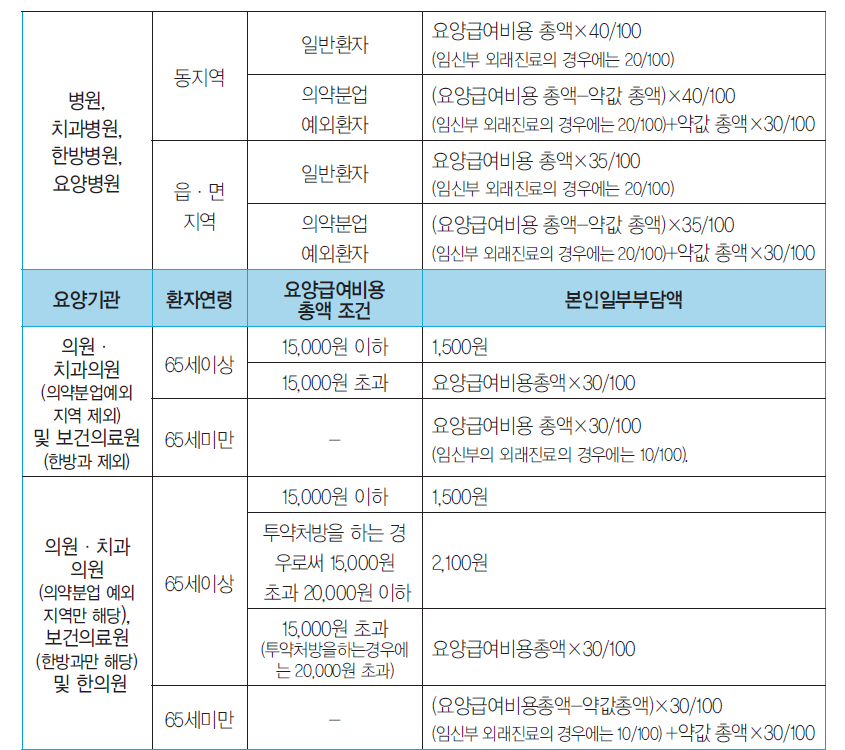 병원,
치과병원,
한방병원,
요양병원
동지역
일반환자
요양급여비용 총액×40/100
(임신부 외래진료의 경우에는 20/100)
의약분업
예외환자
(요양급여비용 총액-약값 총액)×40/100
(임신부 외래진료의 경우에는 20/100)+약값 총액×30/100
읍·면
지역
일반환자
요양급여비용 총액×35/100
(임신부 외래진료의 경우에는 20/100)
의약분업
예외환자
(요양급여비용 총액-약값 총액)×35/100
(임신부 외래진료의 경우에는 20/100)+약값 총액×30/100
요양기관
환자연령
요양급여비용
총액 조건
본인일부부담액
의원·
치과의원
(의약분업예외
지역 제외)
및 보건의료원
(한방과 제외)
65세이상
15,000원 이하
1,500원
15,000원 초과
요양급여비용총액×30/100
65세미만
-
요양급여비용 총액×30/100
(임신부의 외래진료의 경우에는 10/100).
의원·치과
의원
(의약분업 예외
지역만 해당),
보건의료원
(한방과만 해당)
및 한의원
65세이상
15,000원 이하
1,500원
투약처방을 하는 경
우로써 15,000원
초과 20,000원 이하
2,100원
15,000원 초과
(투약처방을하는경우에
는 20,000원 초과)
요양급여비용총액×30/100
65세미만
-
(요양급여비용총액-약값총액)×30/100
(임신부 외래진료의 경우에는 10/100) +약값 총액×30/100